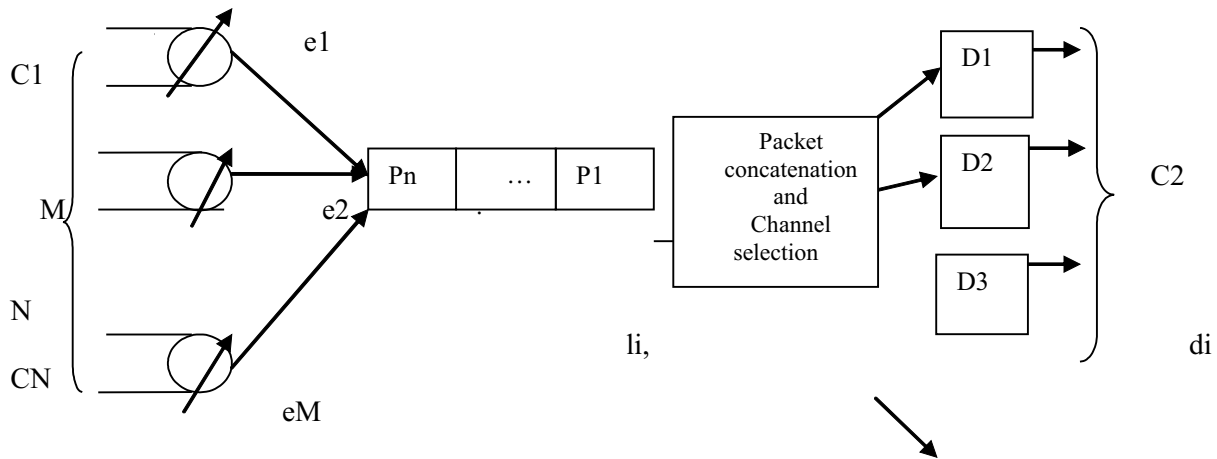 C1
e1
D1
Pn
…
P1
Packet
concatenation
and
Channel
selection
D2
C2
M
e2
D3
N
li,
di
CN
eM